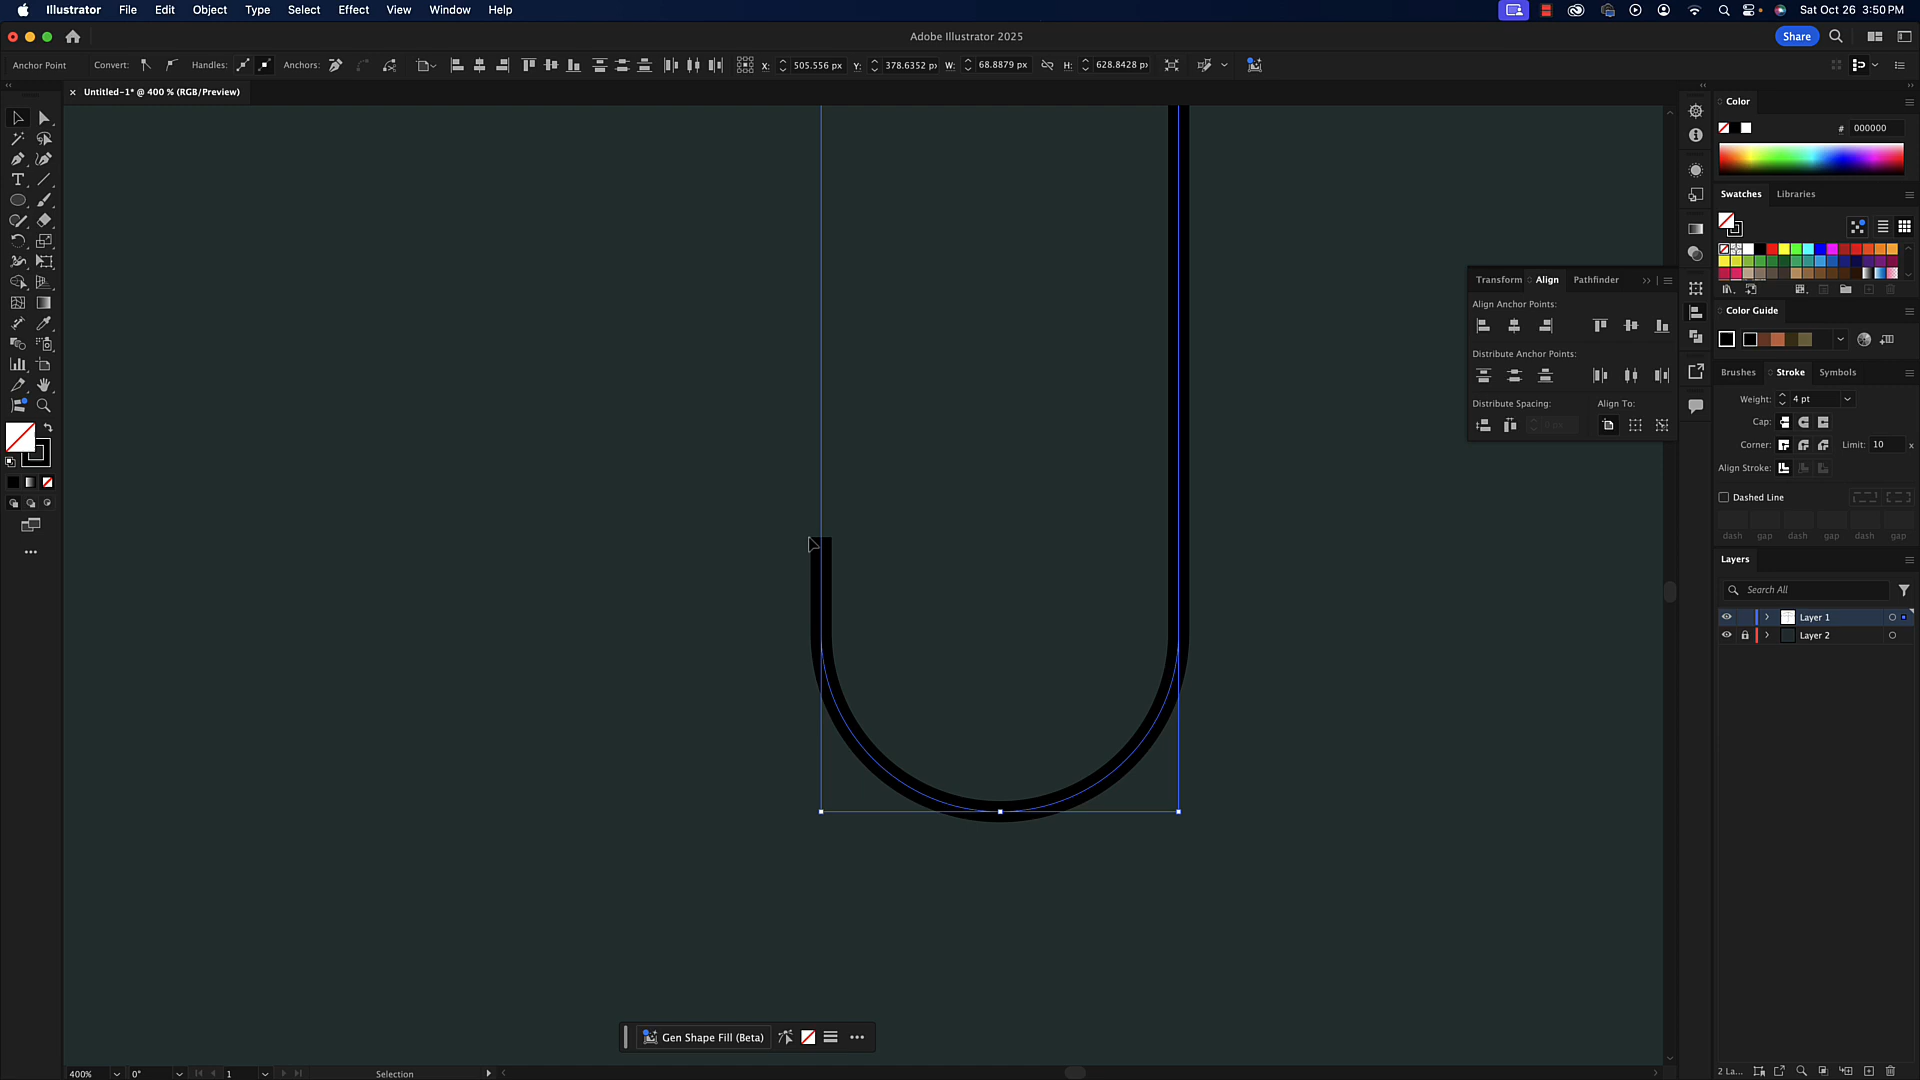 Illustrator File Edit Object Type Select Effect View Window Help
Sat Oct 26 3:50 PM
Adobe Illustrator 2025
Share
Anchor Point
Convert:
Handles:
Anchors:
X: 505.556 px
Y: 378.6352 p
W: 68.8879 px
H: 628.8428 p
× Untitled-1* @ 400 % (RGB/Preview)
Color
# 000000
Swatches Libraries
Color Guide
Transform Align Pathfinder
Align Anchor Points:
Distribute Anchor Points:
Distribute Spacing:
Align To:
Brushes Stroke Symbols
Weight: 4 pt
Cap:
Corner:
Limit: 10 x
Align Stroke:
Dashed Line
dash gap dash gap dash gap
Layers
Search All
Layer 1
Layer 2
Gen Shape Fill (Beta)
400%
0°
1
Selection
2 La...